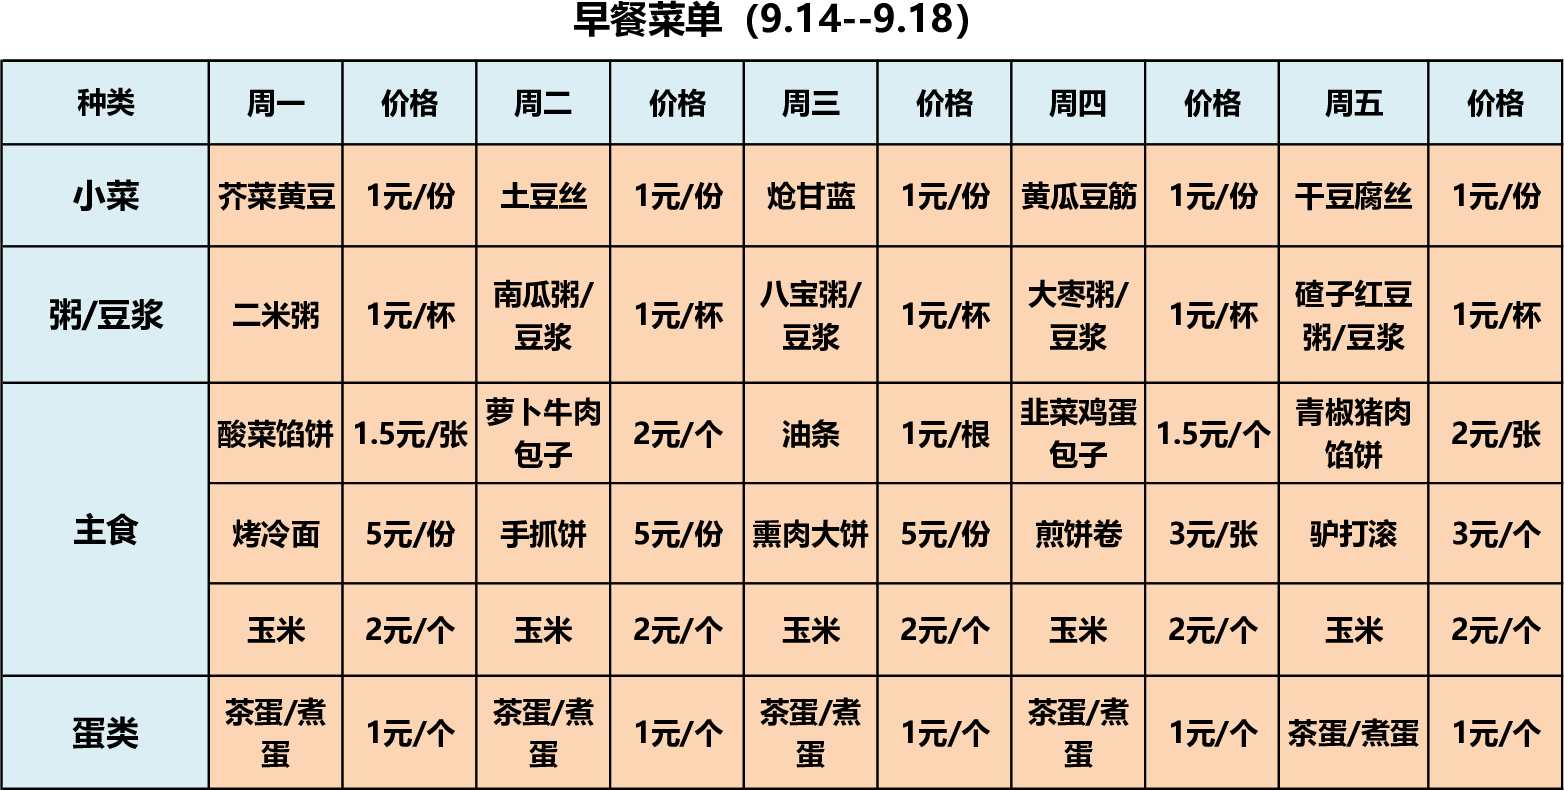 早餐菜单（9.14--9.18）
种类 周一 价格 周二 价格 周三 价格 周四 价格 周五 价格
小菜 芥菜黄豆 1元/份 土豆丝 1元/份 炝甘蓝 1元/份 黄瓜豆筋 1元/份 干豆腐丝 1元/份
粥/豆浆 二米粥 1元/杯 南瓜粥/豆浆 1元/杯 八宝粥/豆浆 1元/杯 大枣粥/豆浆 1元/杯 碴子红豆粥/豆浆 1元/杯
主食 酸菜馅饼 1.5元/张 萝卜牛肉包子 2元/个 油条 1元/根 韭菜鸡蛋包子 1.5元/个 青椒猪肉馅饼 2元/张
烤冷面 5元/份 手抓饼 5元/份 熏肉大饼 5元/份 煎饼卷 3元/张 驴打滚 3元/个
玉米 2元/个 玉米 2元/个 玉米 2元/个 玉米 2元/个 玉米 2元/个
蛋类 茶蛋/煮蛋 1元/个 茶蛋/煮蛋 1元/个 茶蛋/煮蛋 1元/个 茶蛋/煮蛋 1元/个 茶蛋/煮蛋 1元/个